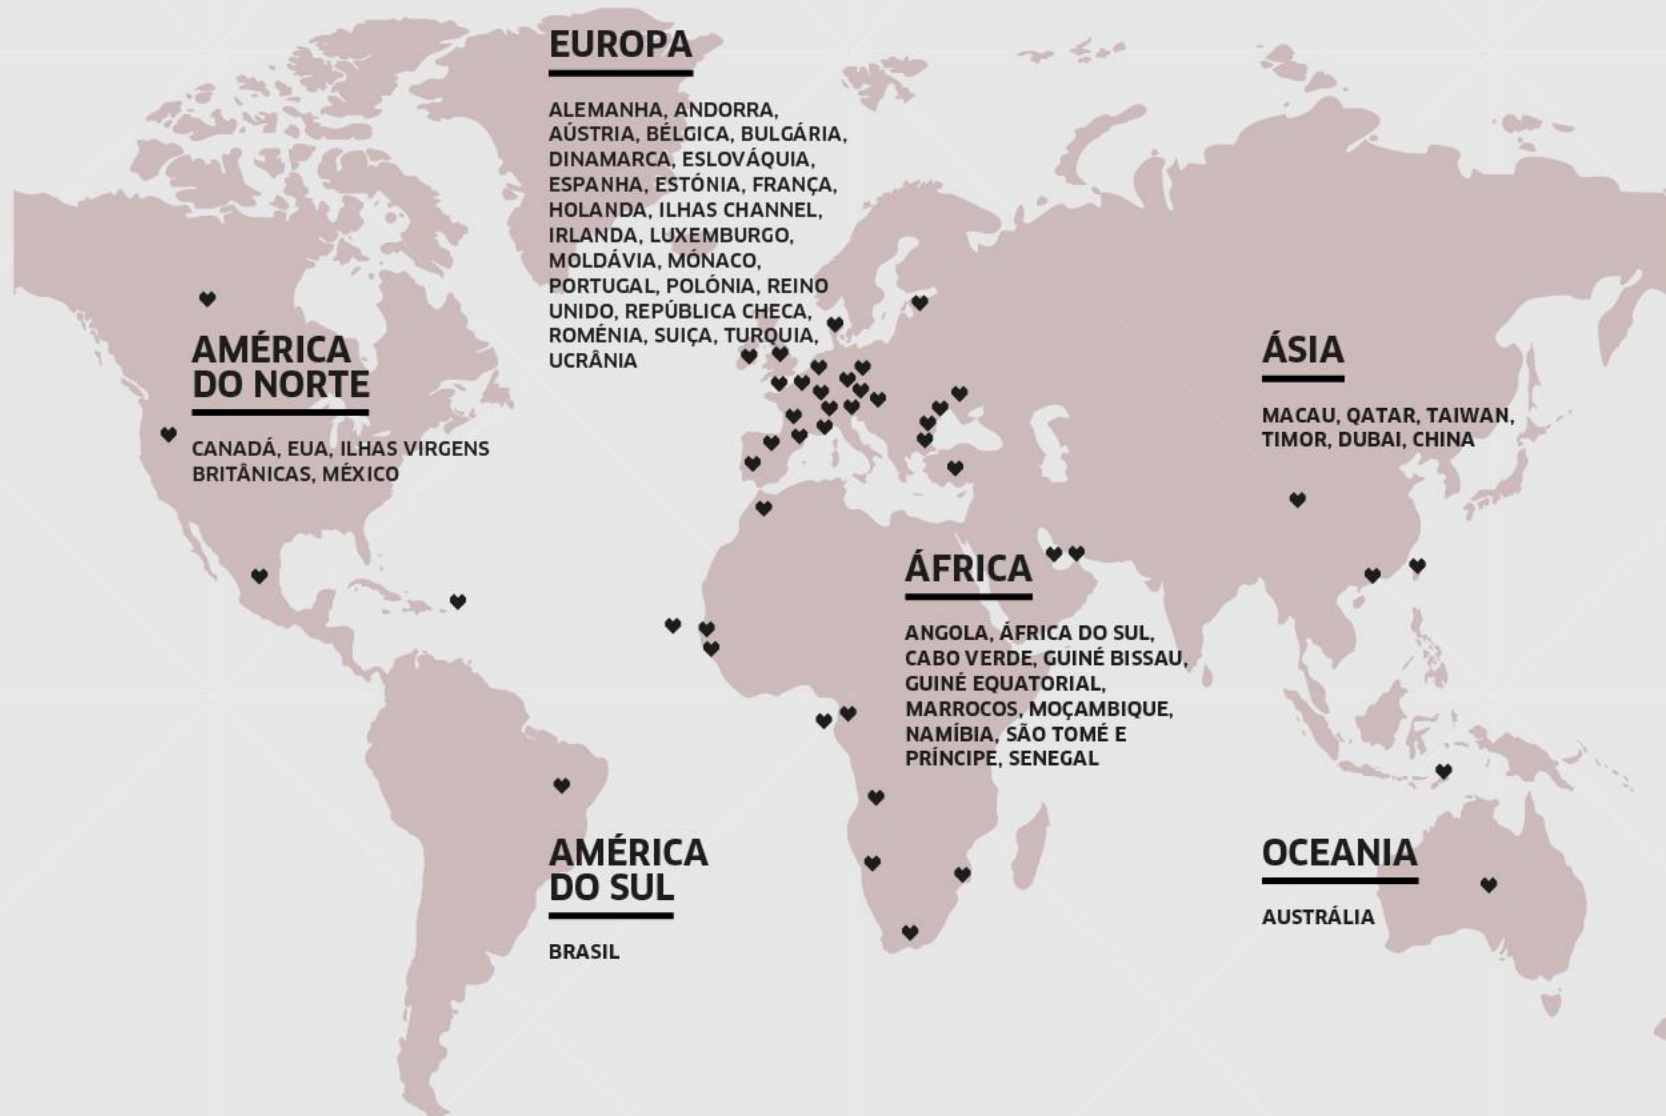 EUROPA
ALEMANHA, ANDORRA,
AÚSTRIA, BÉLGICA, BULGÁRIA,
DINAMARCA, ESLOVÁQUIA,
ESPANHA, ESTÓNIA, FRANÇA,
HOLANDA, ILHAS CHANNEL,
IRLANDA, LUXEMBURGO,
MOLDÁVIA, MÓNACO,
PORTUGAL, POLÓNIA, REINO
UNIDO, REPÚBLICA CHECA,
ROMÉNIA, SUIÇA, TURQUIA,
UCRÂNIA
AMÉRICA
DO NORTE
CANADÁ, EUA, ILHAS VIRGENS
BRITÂNICAS, MÉXICO
ÁSIA
MACAU, QATAR, TAIWAN,
TIMOR, DUBAI, CHINA
ÁFRICA
ANGOLA, ÁFRICA DO SUL,
CABO VERDE, GUINÉ BISSAU,
GUINÉ EQUATORIAL,
MARROCOS, MOÇAMBIQUE,
NAMÍBIA, SÃO TOMÉ E
PRÍNCIPE, SENEGAL
AMÉRICA
DO SUL
BRASIL
OCEANIA
AUSTRÁLIA